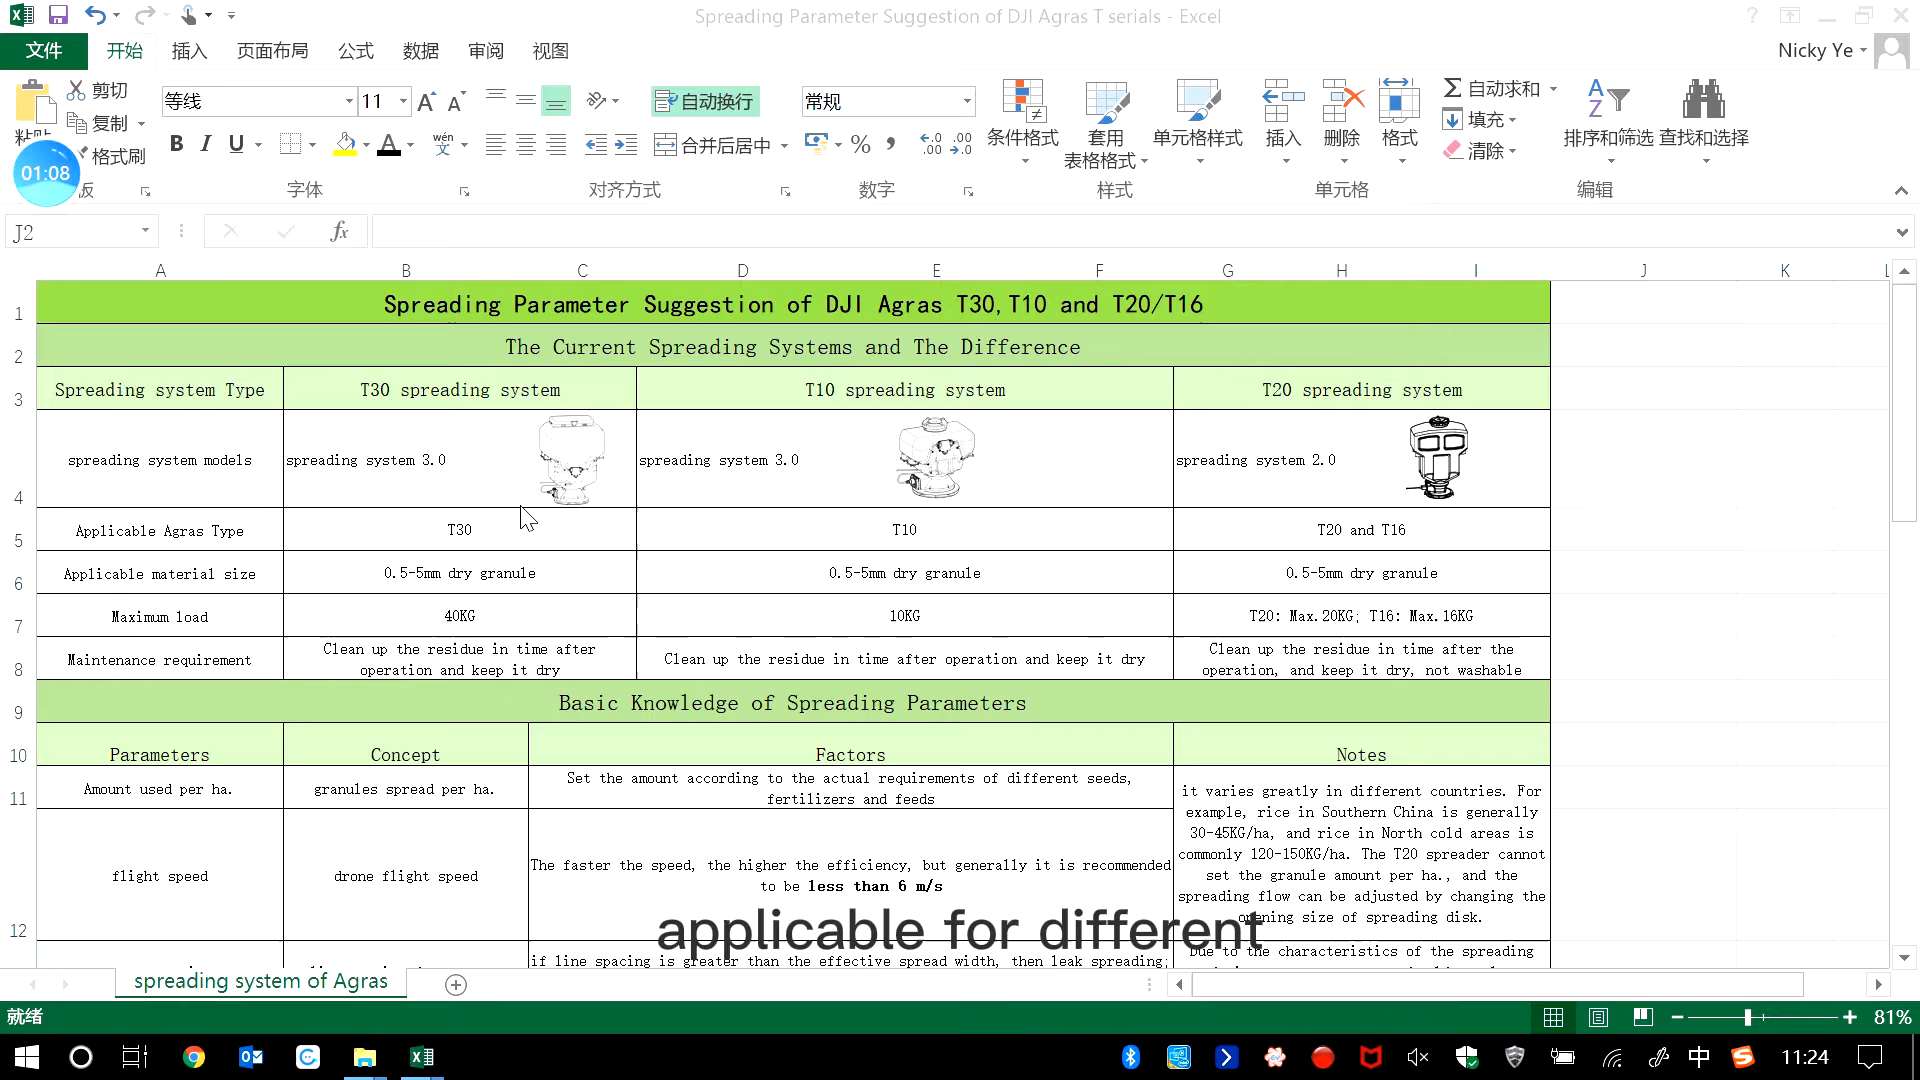 Spreading Parameter Suggestion of DJI Agras T serials - Excel
文件 开始 插入 页面布局 公式 数据 审阅 视图
Nicky Ye
剪切
复制
格式刷
01:08
等线 11
自动换行
合并后居中
常规
条件格式 套用
表格格式 单元格样式
插入 删除 格式
自动求和
填充
清除
排序和筛选 查找和选择
板 字体 对齐方式 数字 样式 单元格 编辑
J2
A B C D E F G H I J K L
1 Spreading Parameter Suggestion of DJI Agras T30,T10 and T20/T16
2 The Current Spreading Systems and The Difference
3 Spreading system Type T30 spreading system T10 spreading system T20 spreading system
4 spreading system models spreading system 3.0 spreading system 3.0 spreading system 2.0
5 Applicable Agras Type T30 T10 T20 and T16
6 Applicable material size 0.5-5mm dry granule 0.5-5mm dry granule 0.5-5mm dry granule
7 Maximum load 40KG 10KG T20: Max.20KG; T16: Max.16KG
8 Maintenance requirement
Clean up the residue in time after
operation and keep it dry
Clean up the residue in time after operation and keep it dry
Clean up the residue in time after the
operation, and keep it dry, not washable
9 Basic Knowledge of Spreading Parameters
10 Parameters Concept Factors Notes
11 Amount used per ha. granules spread per ha.
Set the amount according to the actual requirements of different seeds,
fertilizers and feeds
it varies greatly in different countries. For
example, rice in Southern China is generally
30-45KG/ha, and rice in North cold areas is
commonly 120-150KG/ha. The T20 spreader cannot
set the granule amount per ha., and the
spreading flow can be adjusted by changing the
opening size of spreading disk.
12 flight speed drone flight speed
The faster the speed, the higher the efficiency, but generally it is recommended
to be less than 6 m/s
applicable for different
if line spacing is greater than the effective spread width, then leak spreading;
Due to the characteristics of the spreading
spreading system of Agras
就绪
81%
中
11:24